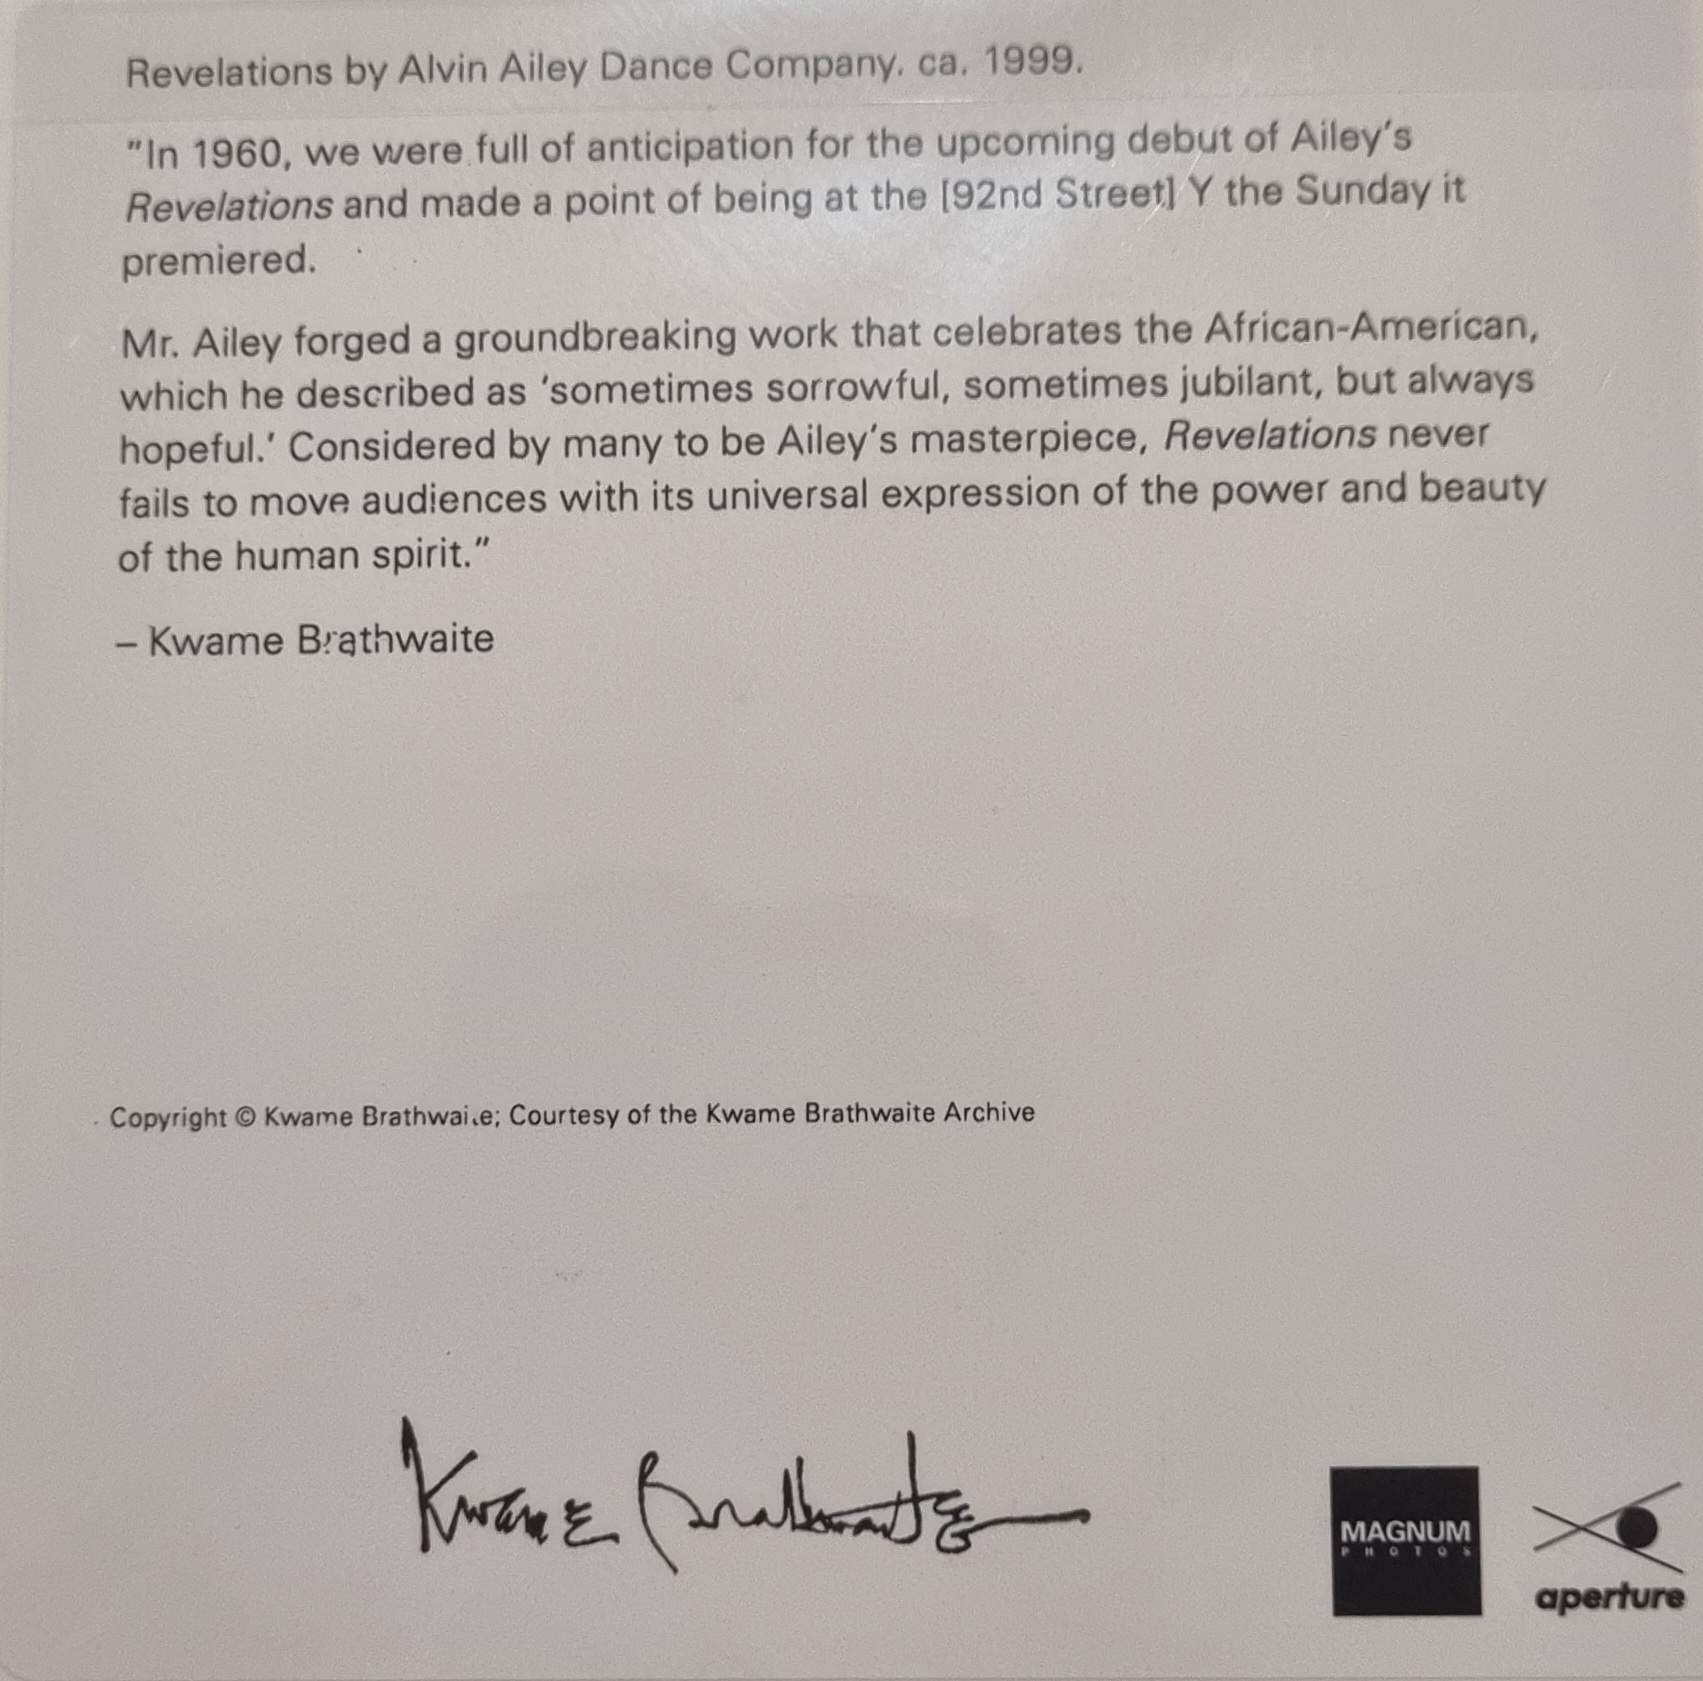 Revelations by Alvin Ailey Dance Company. ca. 1999.
"In 1960, we were full of anticipation for the upcoming debut of Ailey's
Revelations and made a point of being at the [92nd Street] Y the Sunday it
premiered.
Mr. Ailey forged a groundbreaking work that celebrates the African-American,
which he described as 'sometimes sorrowful, sometimes jubilant, but always
hopeful.' Considered by many to be Ailey's masterpiece, Revelations never
fails to move audiences with its universal expression of the power and beauty
of the human spirit."
– Kwame Brathwaite
Copyright © Kwame Brathwaite; Courtesy of the Kwame Brathwaite Archive
Kwame Brathwaite
MAGNUM
PHOTOS
aperture